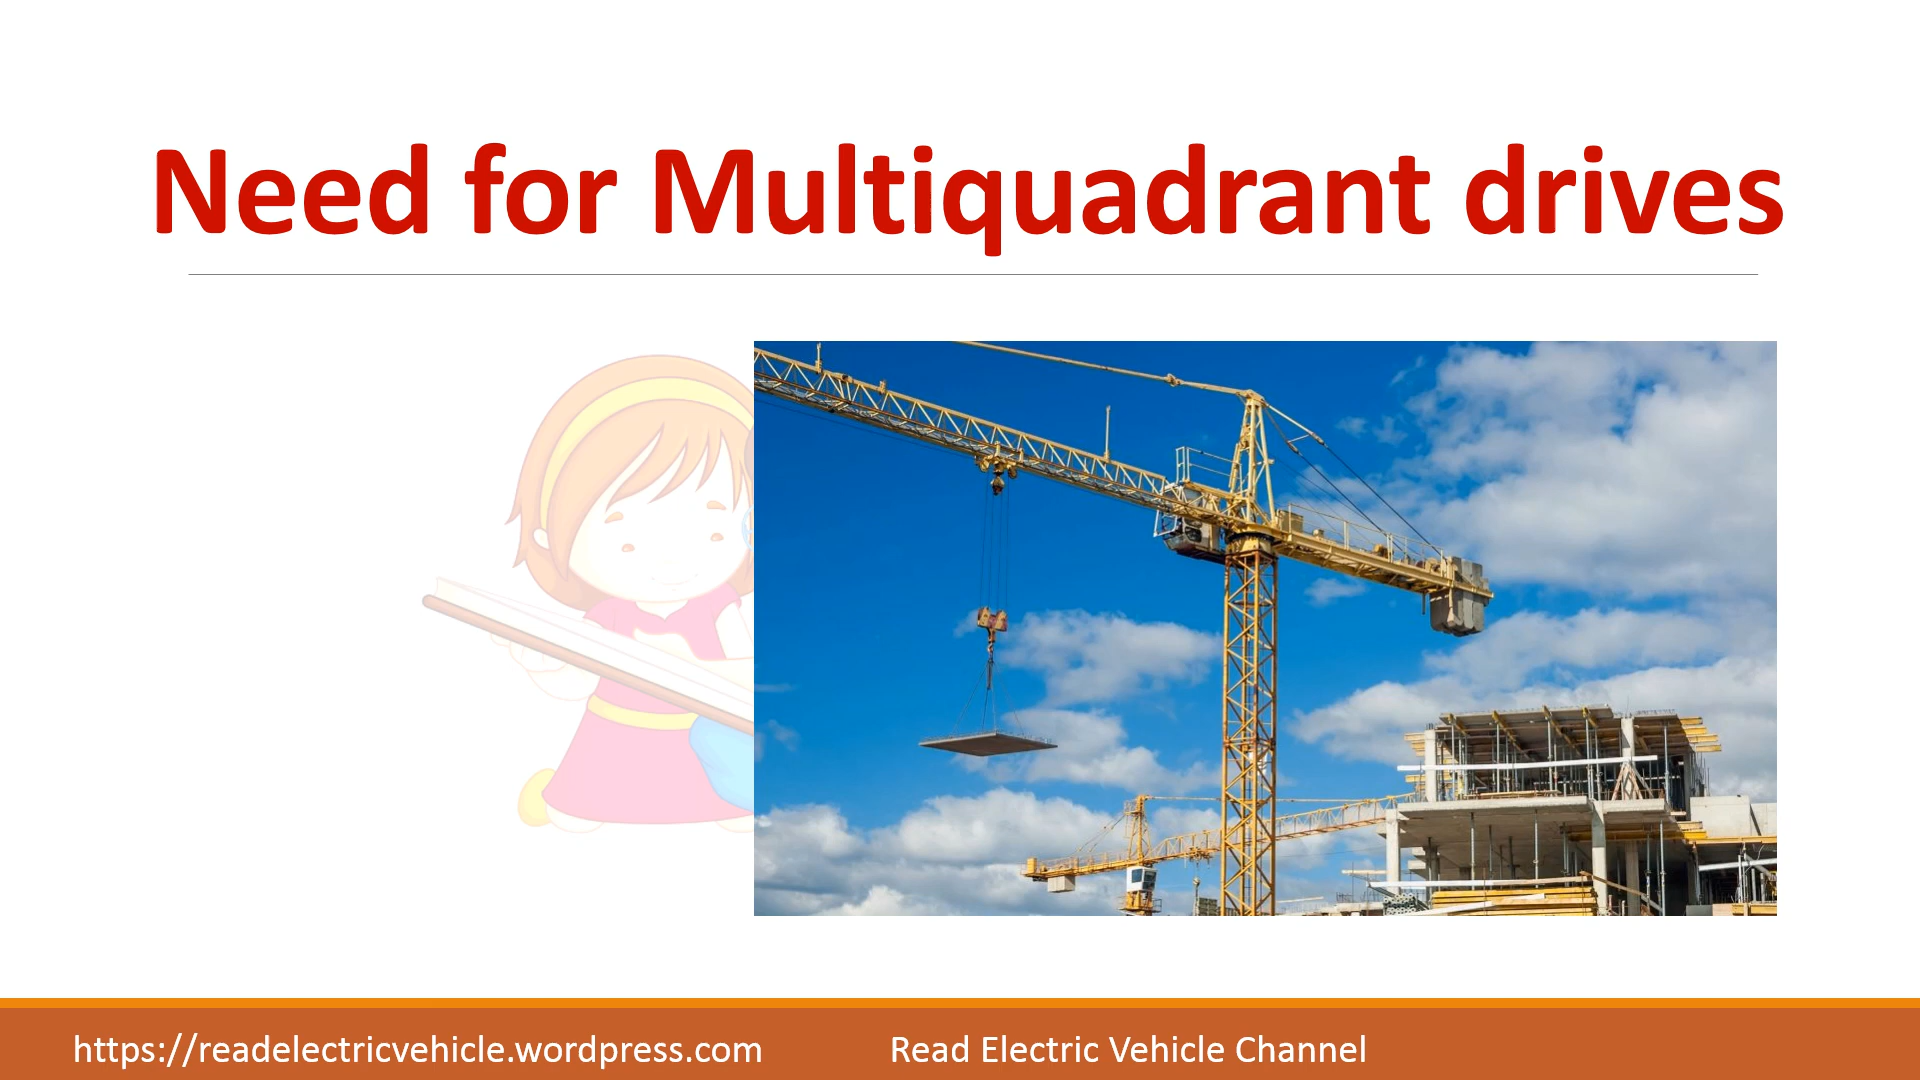 Need for Multiquadrant drives
https://readelectricvehicle.wordpress.com
Read Electric Vehicle Channel